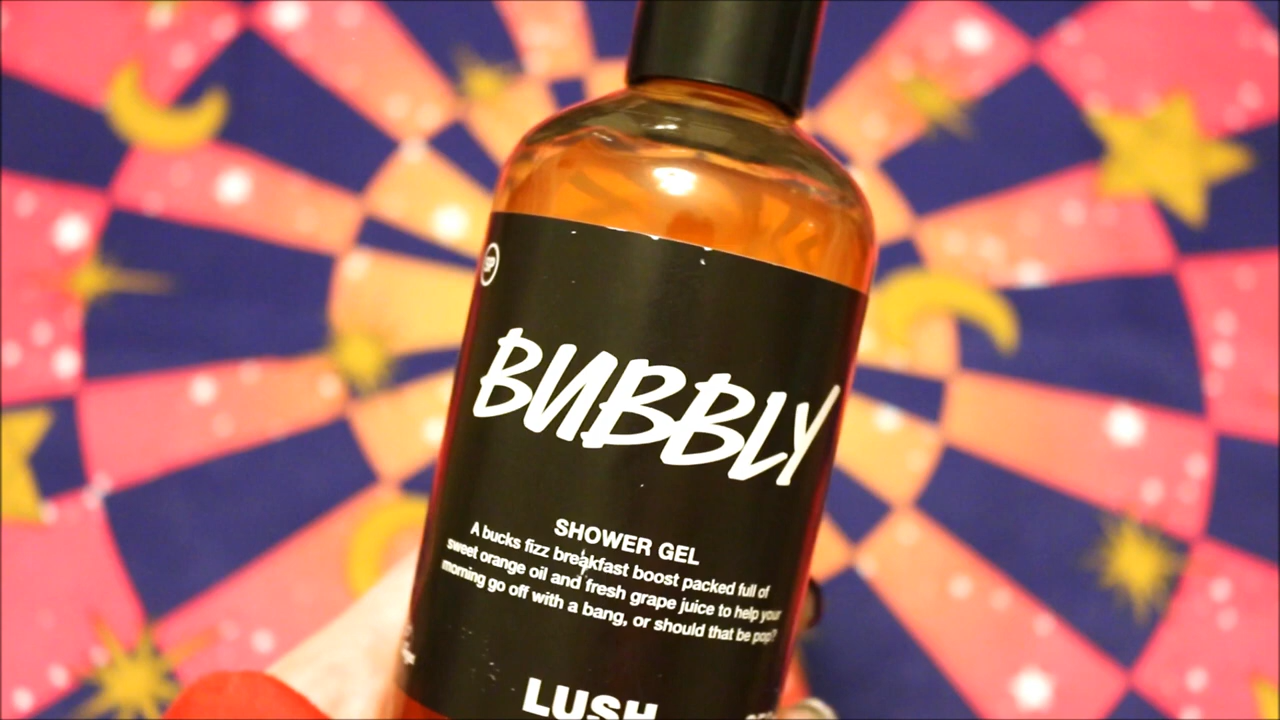 SP
BUBBLY
SHOWER GEL
A bucks fizz breakfast boost packed full of
sweet orange oil and fresh grape juice to help your
morning go off with a bang, or should that be pop?
LUSH